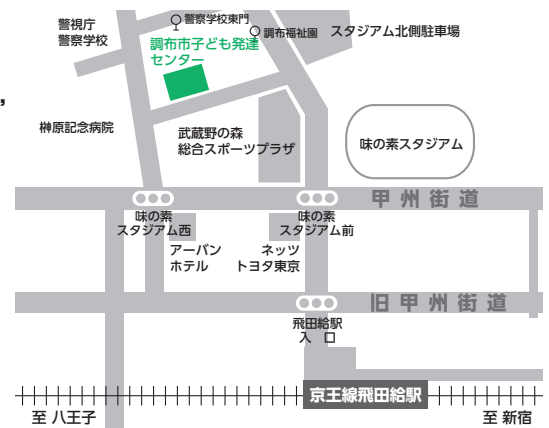 警視庁
警察学校
警察学校東門
調布福祉園
スタジアム北側駐車場
調布市子ども発達
センター
,
榊原記念病院
武蔵野の森
総合スポーツプラザ
味の素スタジアム
甲州街道
味の素
スタジアム西
味の素
スタジアム前
アーバン
ホテル
ネッツ
トヨタ東京
旧甲州街道
飛田給駅
入 口
京王線飛田給駅
至 八王子
至 新宿